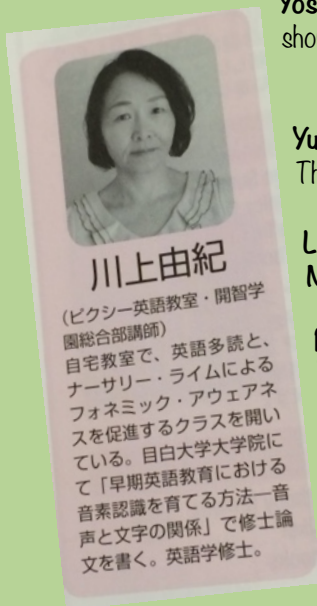 川上由紀
（ピクシー英語教室・開智学
園総合部講師）
自宅教室で、英語多読と、
ナーサリー・ライムによる
フォネミック・アウェアネ
スを促進するクラスを開い
ている。目白大学大学院に
て「早期英語教育における
音素認識を育てる方法―音
声と文字の関係」で修士論
文を書く。英語学修士。
Yos
sho
Yu
Th
L